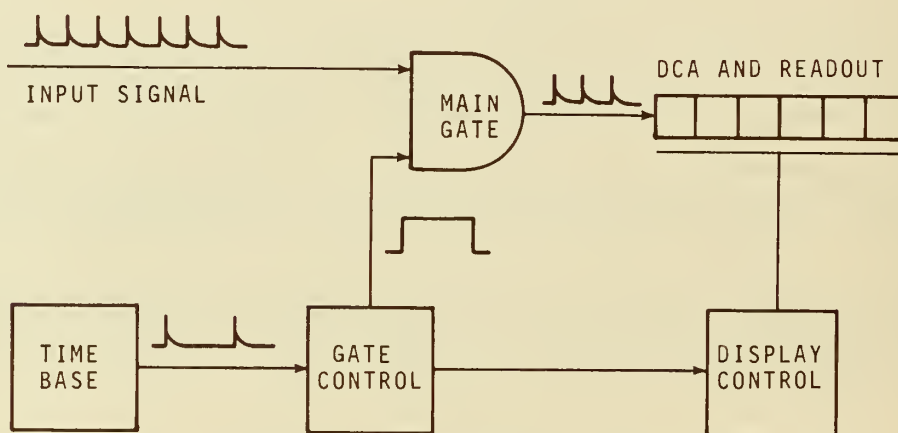 INPUT SIGNAL
MAIN
GATE
DCA AND READOUT
TIME
BASE
GATE
CONTROL
DISPLAY
CONTROL